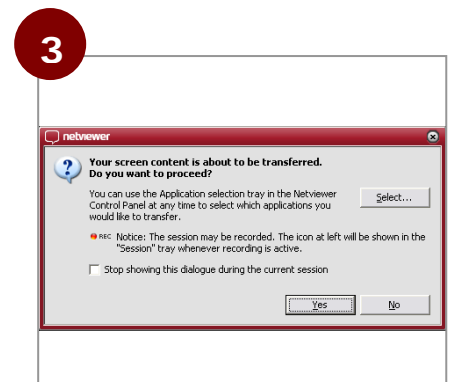 3
netviewer
Your screen content is about to be transferred.
Do you want to proceed?
You can use the Application selection tray in the Netviewer
Control Panel at any time to select which applications you
would like to transfer.
Select...
REC Notice: The session may be recorded. The icon at left will be shown in the
"Session" tray whenever recording is active.
Stop showing this dialogue during the current session
Yes No